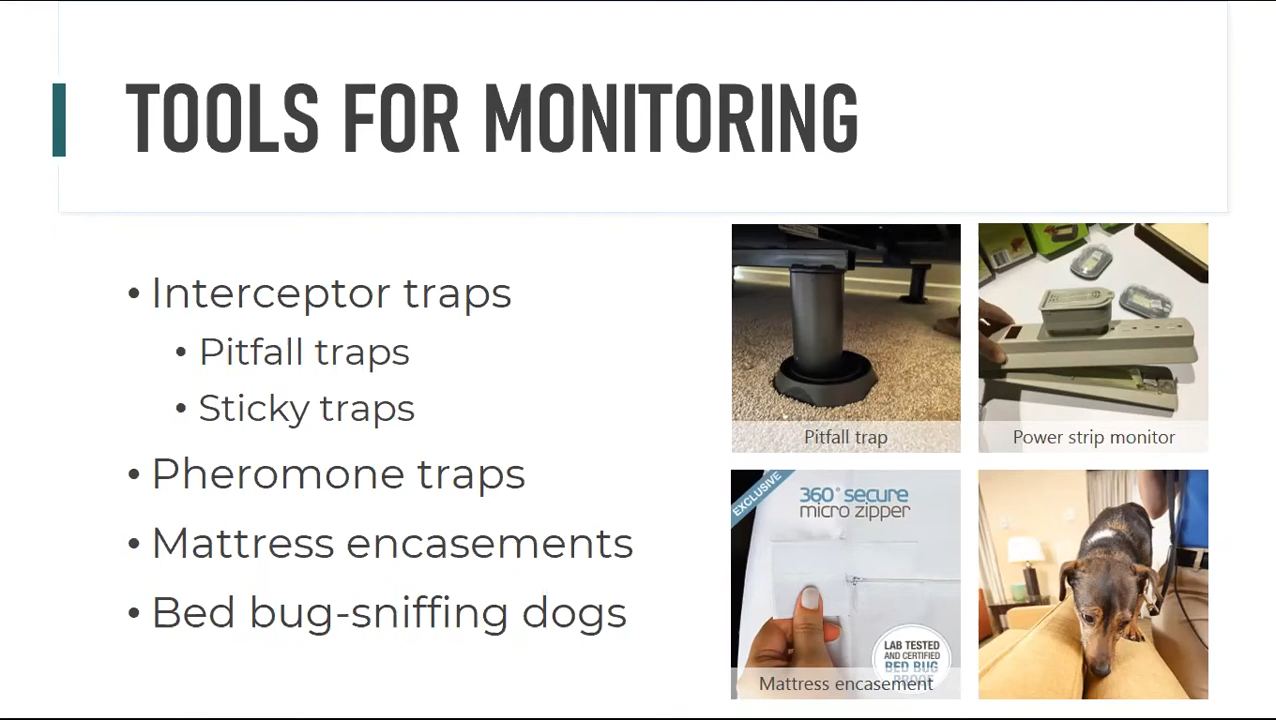 TOOLS FOR MONITORING
• Interceptor traps
• Pitfall traps
• Sticky traps
• Pheromone traps
• Mattress encasements
• Bed bug-sniffing dogs
Pitfall trap
Power strip monitor
EXCLUSIVE
360° secure
micro zipper
LAB TESTED
AND CERTIFIED
BED BUG
PROOF
Mattress encasement